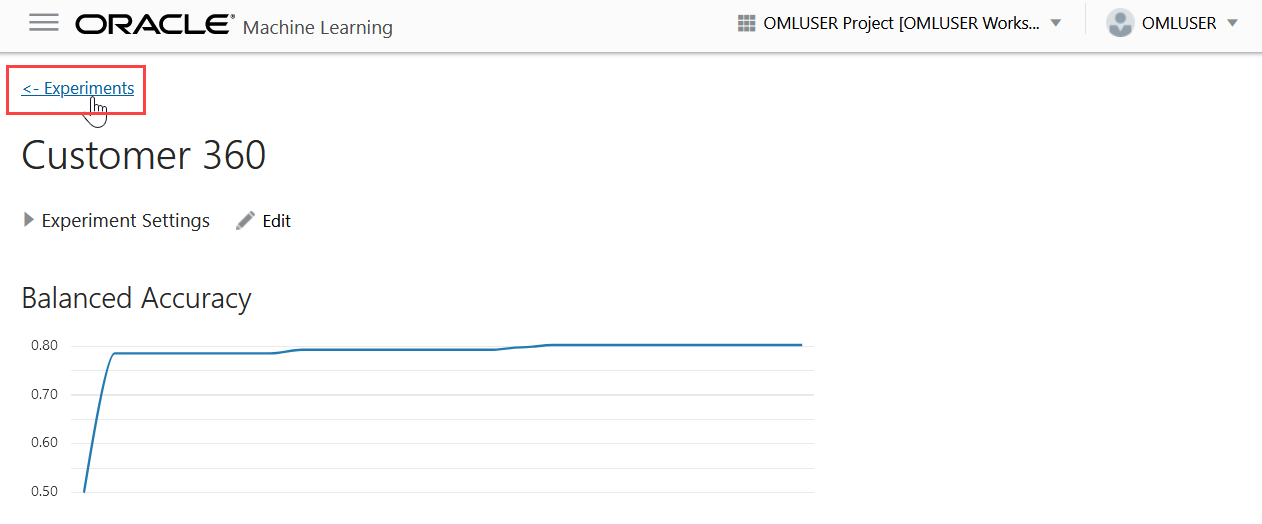 ORACLE® Machine Learning
OMLUSER Project [OMLUSER Works...
OMLUSER
<- Experiments
Customer 360
Experiment Settings
Edit
Balanced Accuracy
0.80
0.70
0.60
0.50